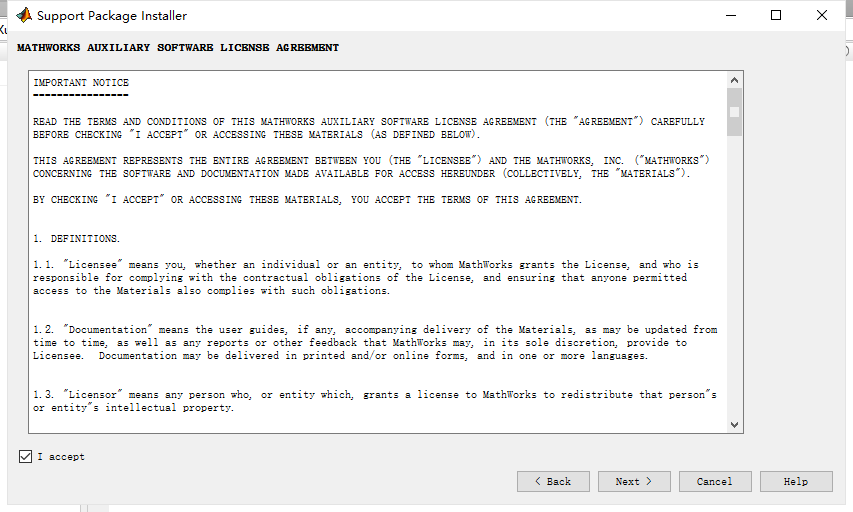 Support Package Installer
MATHWORKS AUXILIARY SOFTWARE LICENSE AGREEMENT
IMPORTANT NOTICE
----------------
READ THE TERMS AND CONDITIONS OF THIS MATHWORKS AUXILIARY SOFTWARE LICENSE AGREEMENT (THE "AGREEMENT") CAREFULLY
BEFORE CHECKING "I ACCEPT" OR ACCESSING THESE MATERIALS (AS DEFINED BELOW).
THIS AGREEMENT REPRESENTS THE ENTIRE AGREEMENT BETWEEN YOU (THE "LICENSEE") AND THE MATHWORKS, INC. ("MATHWORKS")
CONCERNING THE SOFTWARE AND DOCUMENTATION MADE AVAILABLE FOR ACCESS HEREUNDER (COLLECTIVELY, THE "MATERIALS").
BY CHECKING "I ACCEPT" OR ACCESSING THESE MATERIALS, YOU ACCEPT THE TERMS OF THIS AGREEMENT.
1. DEFINITIONS.
1.1. "Licensee" means you, whether an individual or an entity, to whom MathWorks grants the License, and who is
responsible for complying with the contractual obligations of the License, and ensuring that anyone permitted
access to the Materials also complies with such obligations.
1.2. "Documentation" means the user guides, if any, accompanying delivery of the Materials, as may be updated from
time to time, as well as any reports or other feedback that MathWorks may, in its sole discretion, provide to
Licensee.  Documentation may be delivered in printed and/or online forms, and in one or more languages.
1.3. "Licensor" means any person who, or entity which, grants a license to MathWorks to redistribute that person"s
or entity"s intellectual property.
I accept
< Back
Next >
Cancel
Help